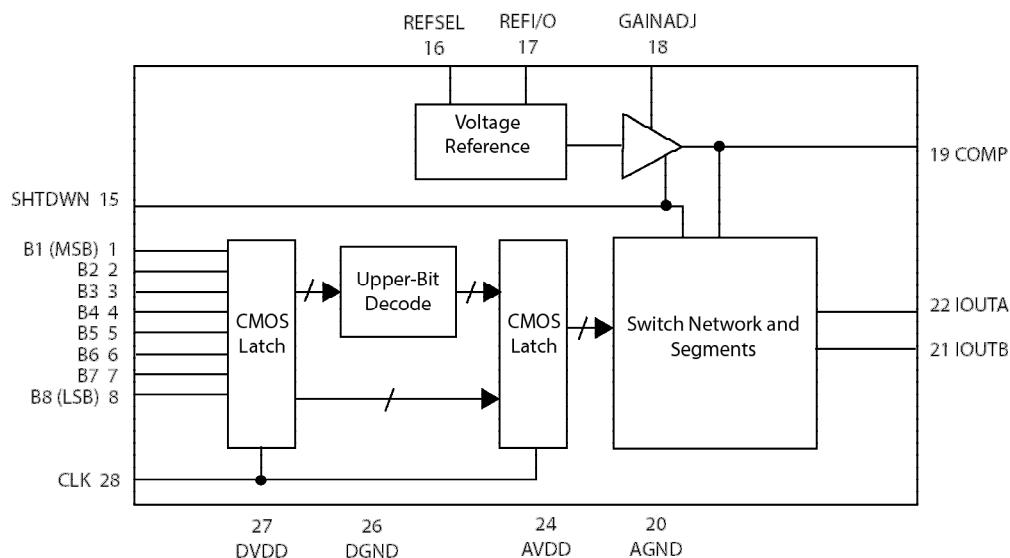 REFSEL REFI/O GAINADJ
16 17 18
Voltage
Reference
19 COMP
SHTDWN 15
B1 (MSB) 1
B2 2
B3 3
B4 4
B5 5
B6 6
B7 7
B8 (LSB) 8
CMOS
Latch
Upper-Bit
Decode
CMOS
Latch
Switch Network and
Segments
22 IOUTA
21 IOUTB
CLK 28
27 26 24 20
DVDD DGND AVDD AGND